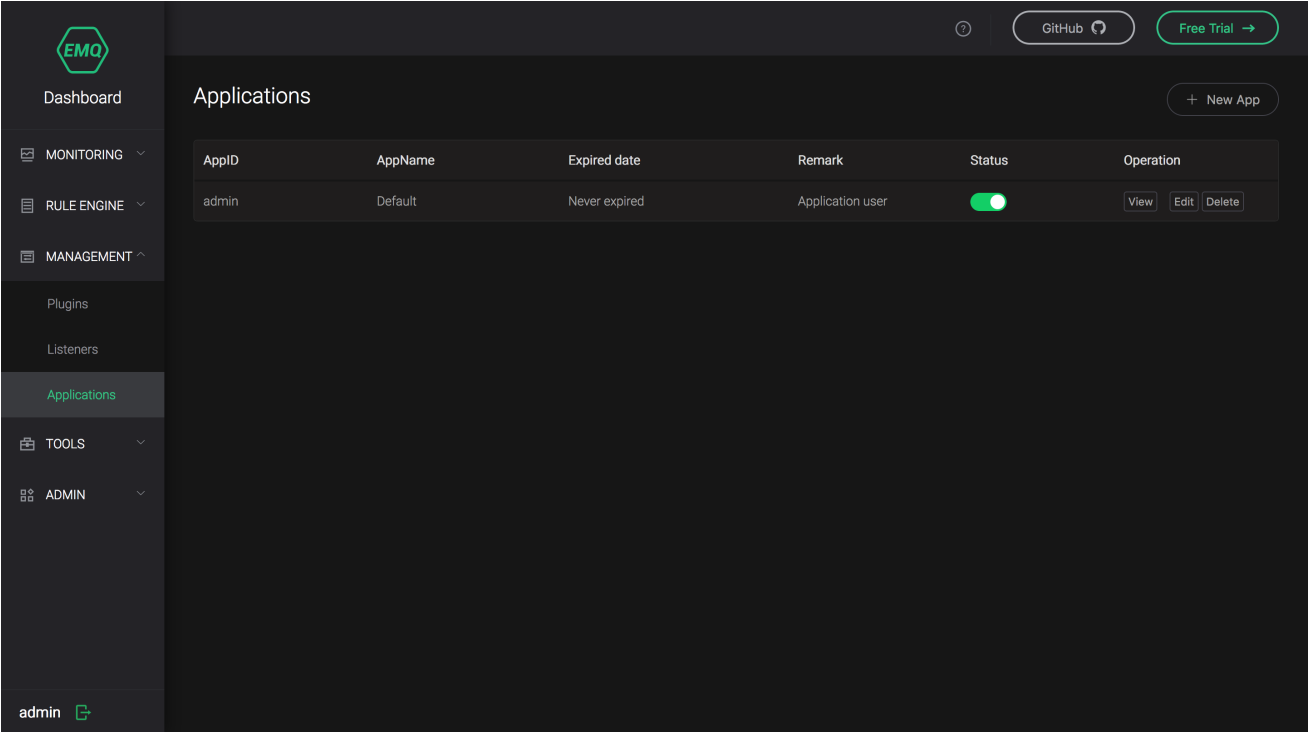 EMQ
Dashboard
MONITORING
RULE ENGINE
MANAGEMENT
Plugins
Listeners
Applications
TOOLS
ADMIN
admin
? GitHub Free Trial →
Applications
+ New App
AppID AppName Expired date Remark Status Operation
admin Default Never expired Application user View Edit Delete